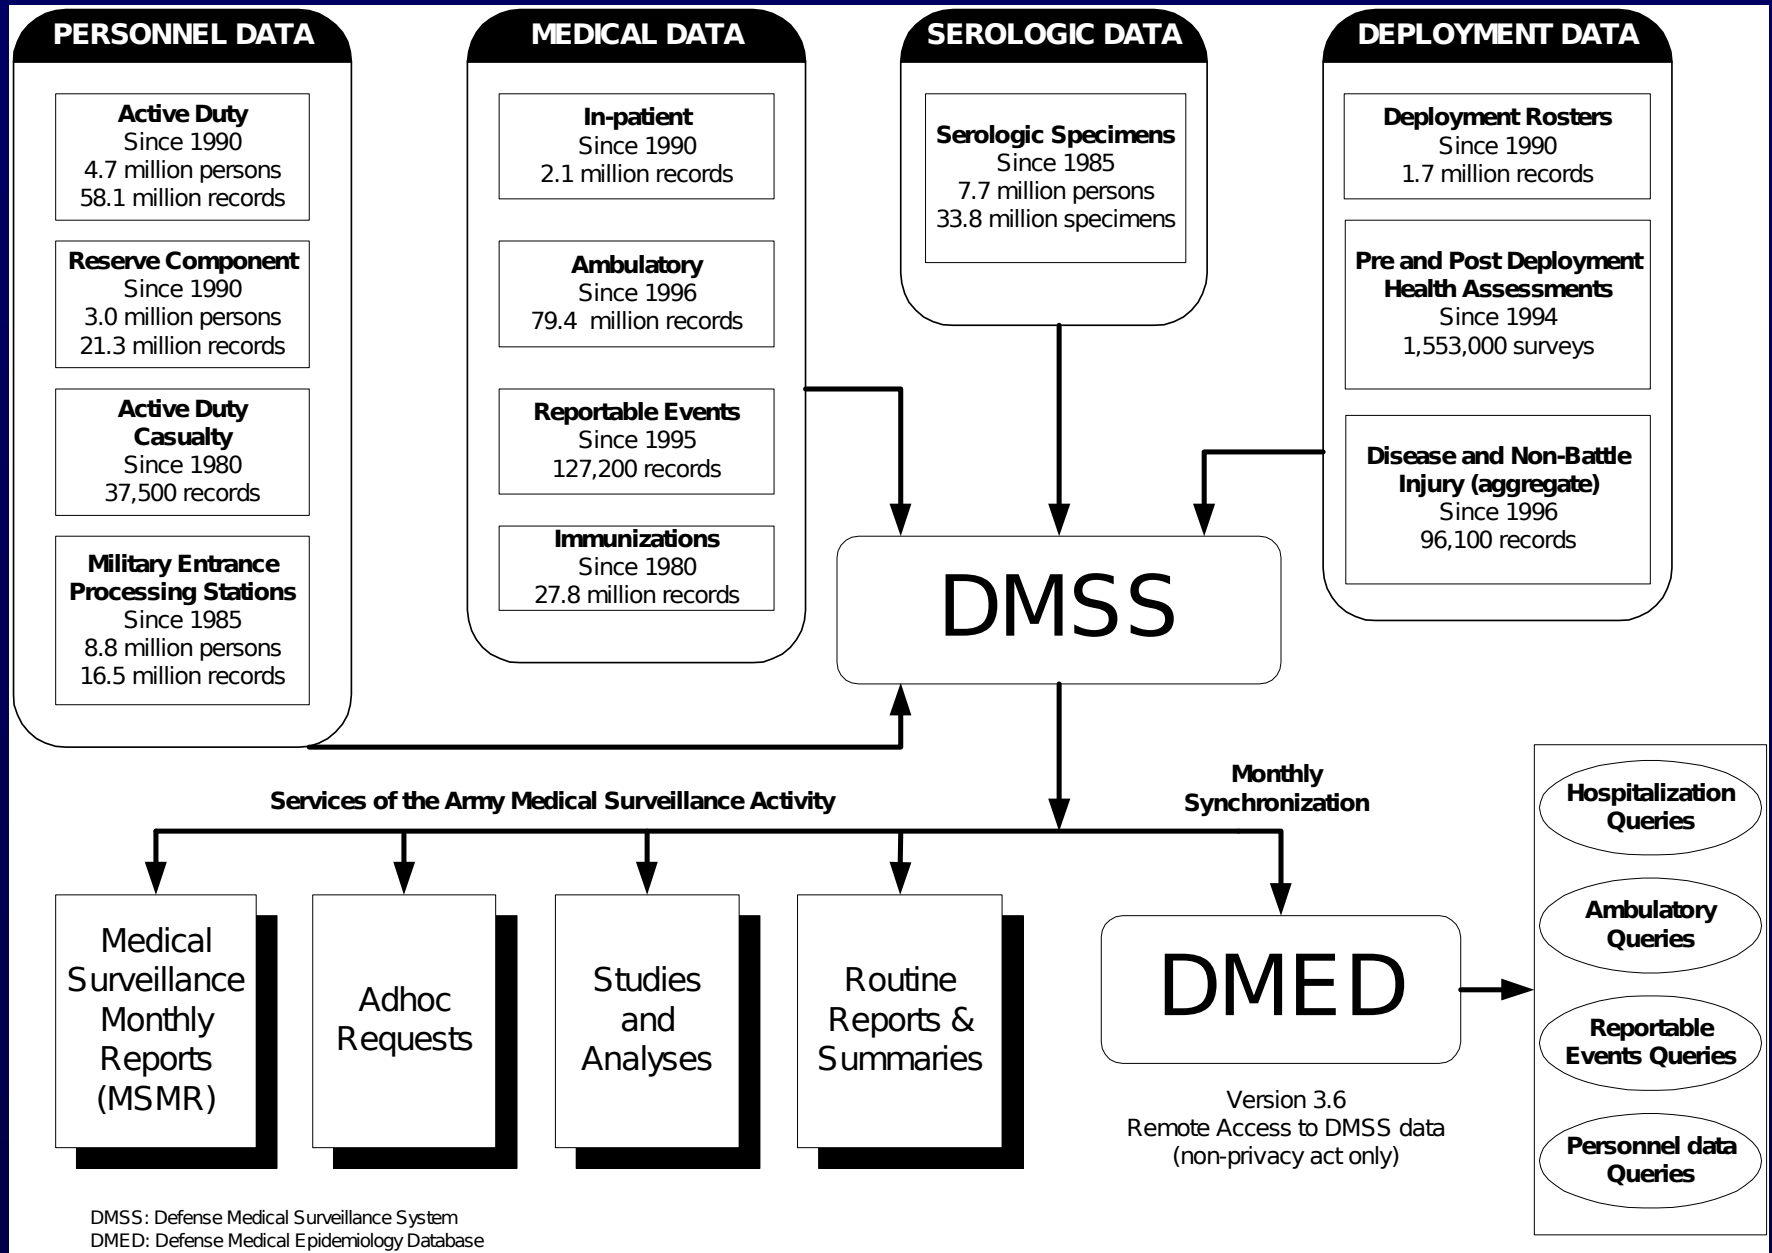 PERSONNEL DATA
Active Duty
Since 1990
4.7 million persons
58.1 million records
Reserve Component
Since 1990
3.0 million persons
21.3 million records
Active Duty
Casualty
Since 1980
37,500 records
Military Entrance
Processing Stations
Since 1985
8.8 million persons
16.5 million records
MEDICAL DATA
In-patient
Since 1990
2.1 million records
Ambulatory
Since 1996
79.4 million records
Reportable Events
Since 1995
127,200 records
Immunizations
Since 1980
27.8 million records
SEROLOGIC DATA
Serologic Specimens
Since 1985
7.7 million persons
33.8 million specimens
DEPLOYMENT DATA
Deployment Rosters
Since 1990
1.7 million records
Pre and Post Deployment
Health Assessments
Since 1994
1,553,000 surveys
Disease and Non-Battle
Injury (aggregate)
Since 1996
96,100 records
DMSS
Services of the Army Medical Surveillance Activity
Monthly
Synchronization
Medical
Surveillance
Monthly
Reports
(MSMR)
Adhoc
Requests
Studies
and
Analyses
Routine
Reports &
Summaries
DMED
Version 3.6
Remote Access to DMSS data
(non-privacy act only)
Hospitalization
Queries
Ambulatory
Queries
Reportable
Events Queries
Personnel data
Queries
DMSS: Defense Medical Surveillance System
DMED: Defense Medical Epidemiology Database